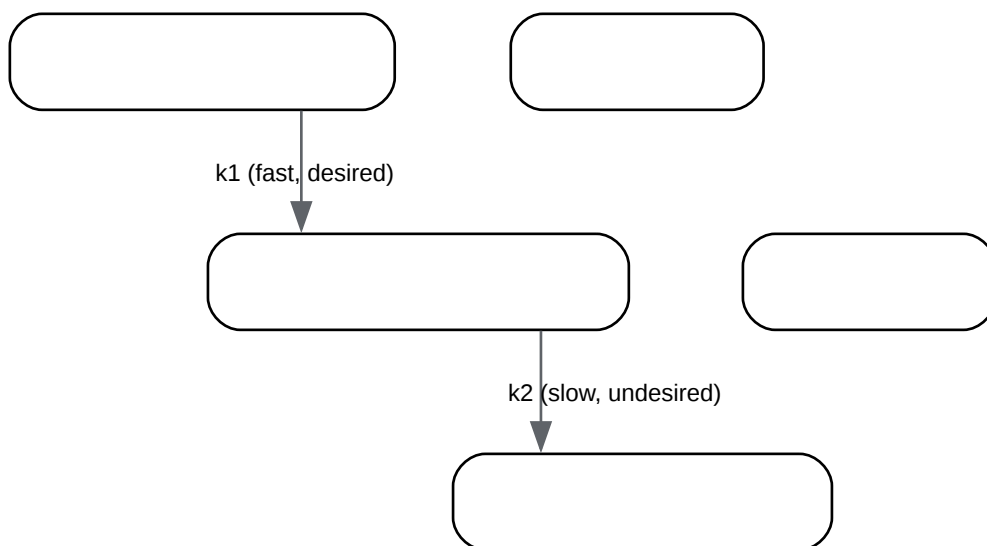 k1 (fast, desired)
k2 (slow, undesired)